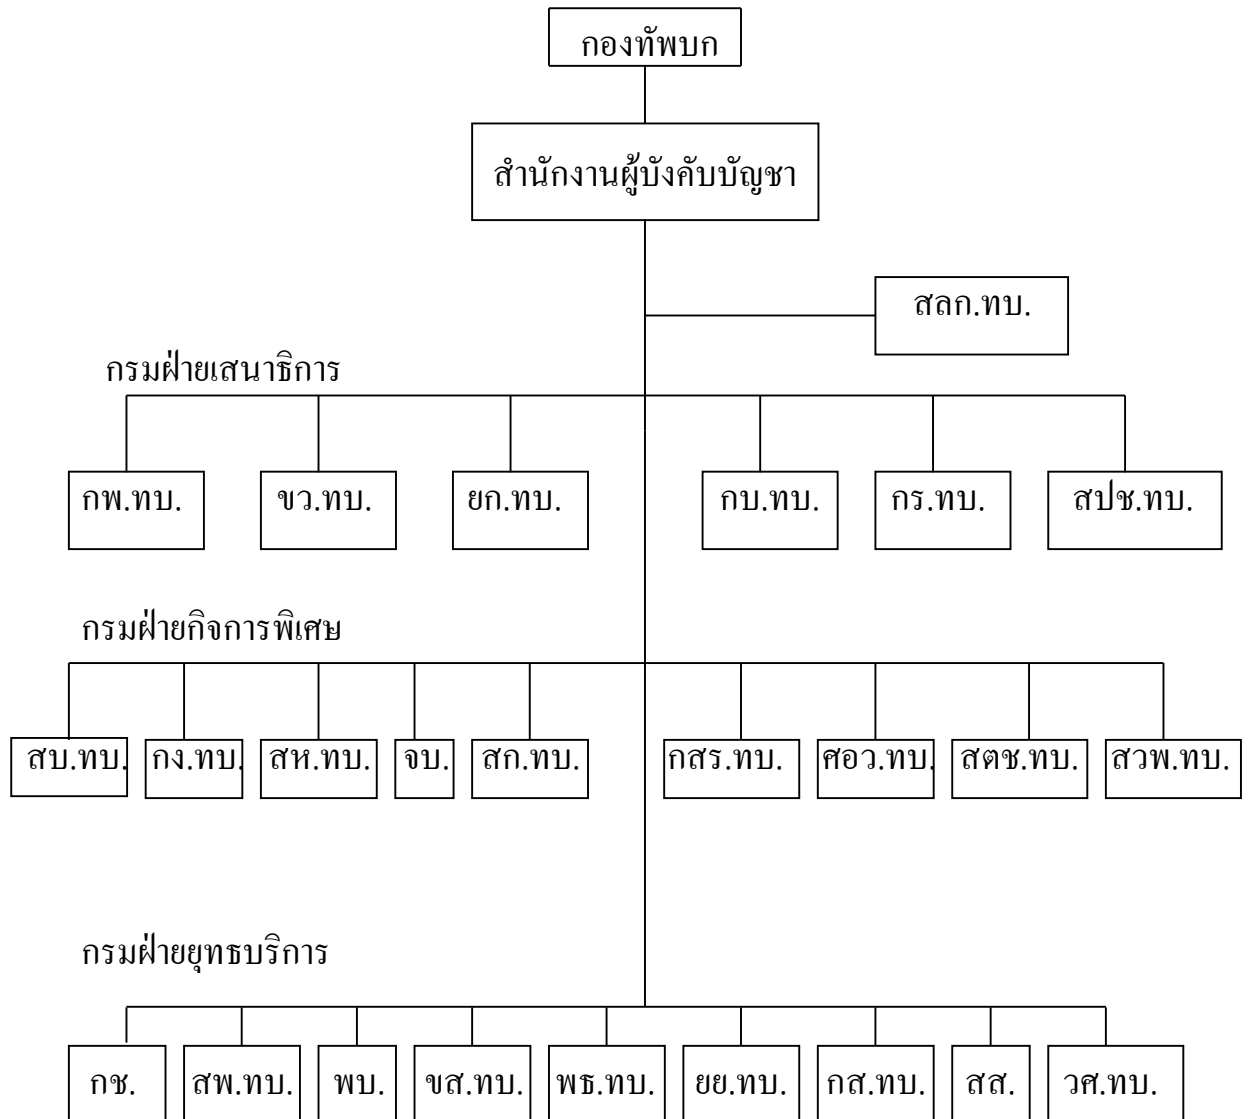 กองทัพบก
สำนักงานผู้บังคับบัญชา
สลก.ทบ.
กรมฝ่ายเสนาธิการ
กพ.ทบ. ขว.ทบ. ยก.ทบ. กบ.ทบ. กร.ทบ. สปช.ทบ.
กรมฝ่ายกิจการพิเศษ
สบ.ทบ. กง.ทบ. สห.ทบ. จบ. สก.ทบ. กสร.ทบ. ศอว.ทบ. สตช.ทบ. สวพ.ทบ.
กรมฝ่ายยุทธบริการ
กช. สพ.ทบ. พบ. ขส.ทบ. พธ.ทบ. ยย.ทบ. กส.ทบ. สส. วศ.ทบ.